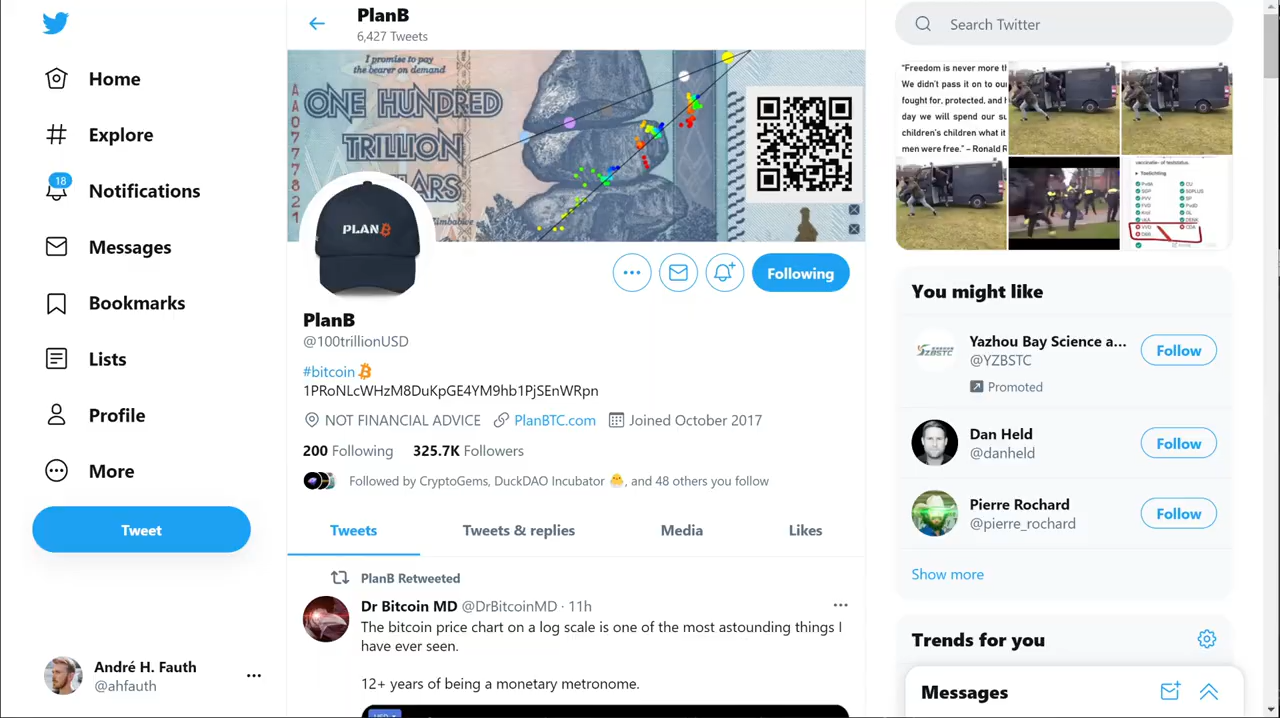 Home
Explore
18
Notifications
Messages
Bookmarks
Lists
Profile
More
Tweet
André H. Fauth
@ahfauth
PlanB
6,427 Tweets
I promise to pay
the bearer on demand
ONE HUNDRED
TRILLION
AA0777821
Zimbabwe
PLANB
Following
PlanB
@100trillionUSD
#bitcoin
1PRoNLcWHzM8DuKpGE4YM9hb1PjSEnWRpn
NOT FINANCIAL ADVICE PlanBTC.com Joined October 2017
200 Following 325.7K Followers
Followed by CryptoGems, DuckDAO Incubator 🐣, and 48 others you follow
Tweets Tweets & replies Media Likes
PlanB Retweeted
Dr Bitcoin MD @DrBitcoinMD · 11h
The bitcoin price chart on a log scale is one of the most astounding things I
have ever seen.
12+ years of being a monetary metronome.
Search Twitter
"Freedom is never more th
We didn't pass it on to ou
fought for, protected, and h
day we will spend our su
children's children what it
men were free." – Ronald R
You might like
Yazhou Bay Science a...
@YZBSTC
Promoted
Follow
Dan Held
@danheld
Follow
Pierre Rochard
@pierre_rochard
Follow
Show more
Trends for you
Messages